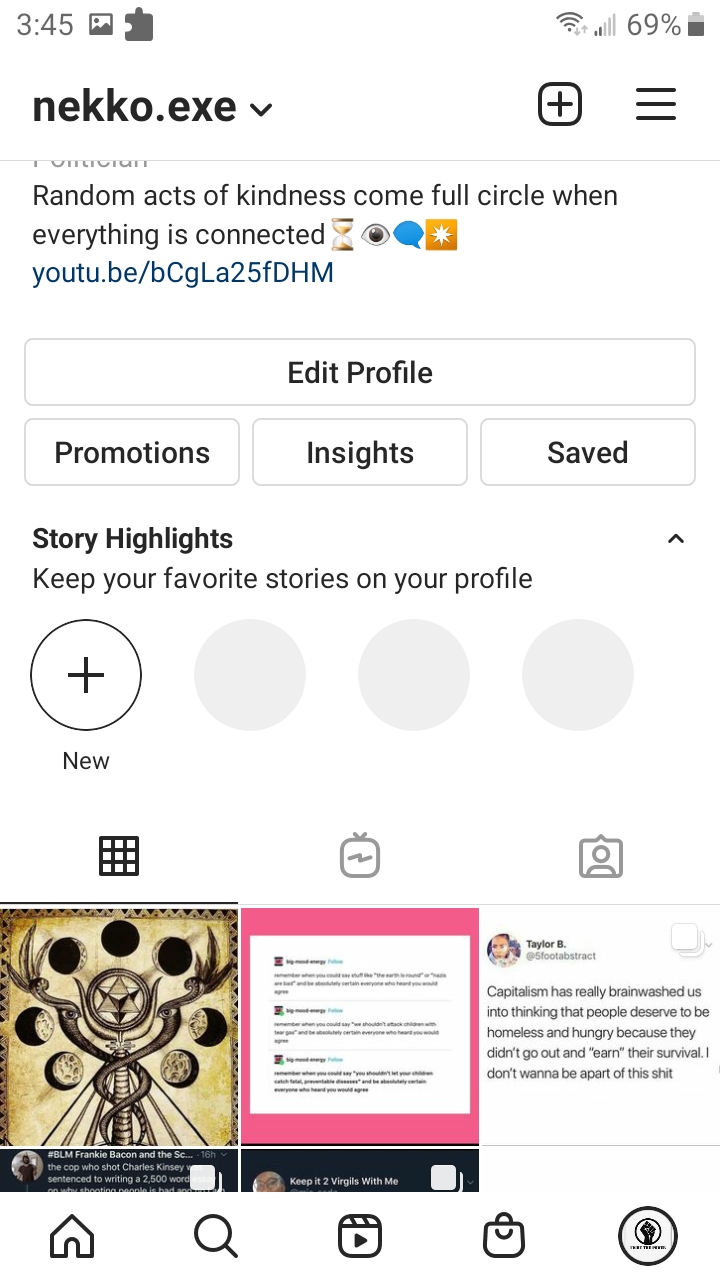 3:45
69%
nekko.exe
Politician
Random acts of kindness come full circle when
everything is connected⏳👁️🗨️✴️
youtu.be/bCgLa25fDHM
Edit Profile
Promotions Insights Saved
Story Highlights
Keep your favorite stories on your profile
New
big-mood-energy Follow
remember when you could say stuff like "the earth is round" or "nazis
are bad" and be absolutely certain everyone who heard you would
agree
big-mood-energy Follow
remember when you could say "we shouldn't attack children with
tear gas" and be absolutely certain everyone who heard you would
agree
big-mood-energy Follow
remember when you could say "you shouldn't let your children
catch fatal, preventable diseases" and be absolutely certain
everyone who heard you would agree
Taylor B.
@5footabstract
Capitalism has really brainwashed us
into thinking that people deserve to be
homeless and hungry because they
didn't go out and "earn" their survival. I
don't wanna be apart of this shit
#BLM Frankie Bacon and the Sc... · 16h
the cop who shot Charles Kinsey was
sentenced to writing a 2,500 word essay
on why shooting people is bad and
Keep it 2 Virgils With Me